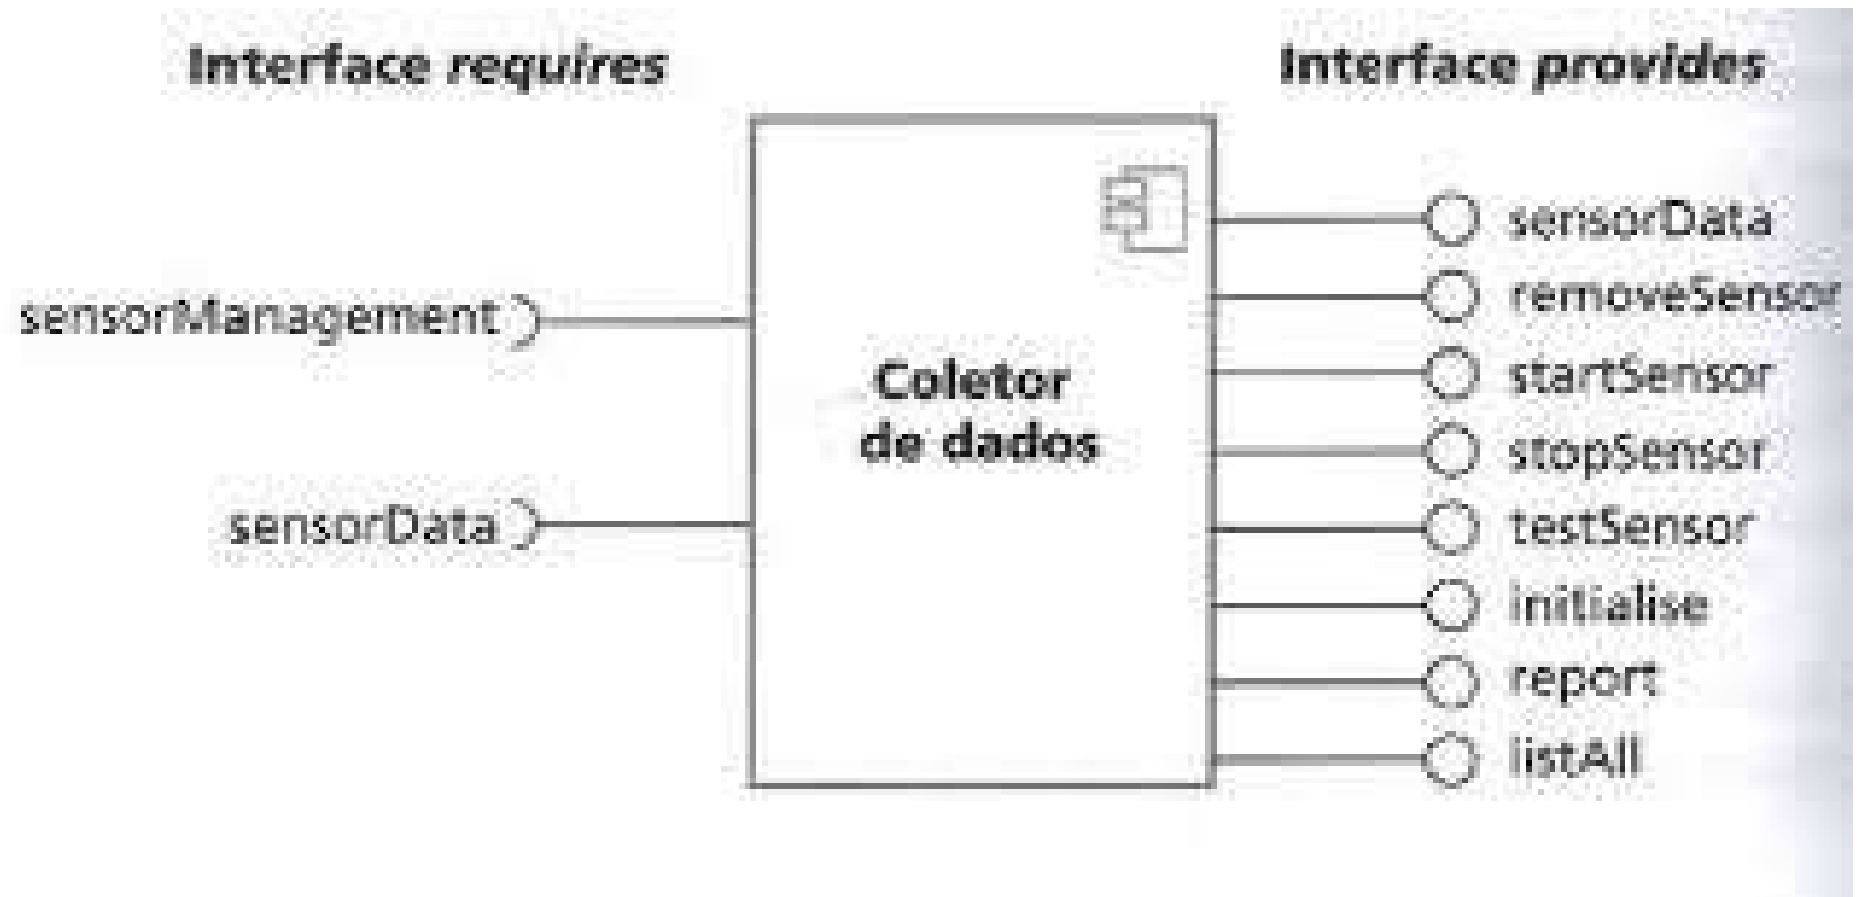 Interface requires
Interface provides
sensorManagement
sensorData
Coletor
de dados
sensorData
removeSensor
startSensor
stopSensor
testSensor
initialise
report
listAll